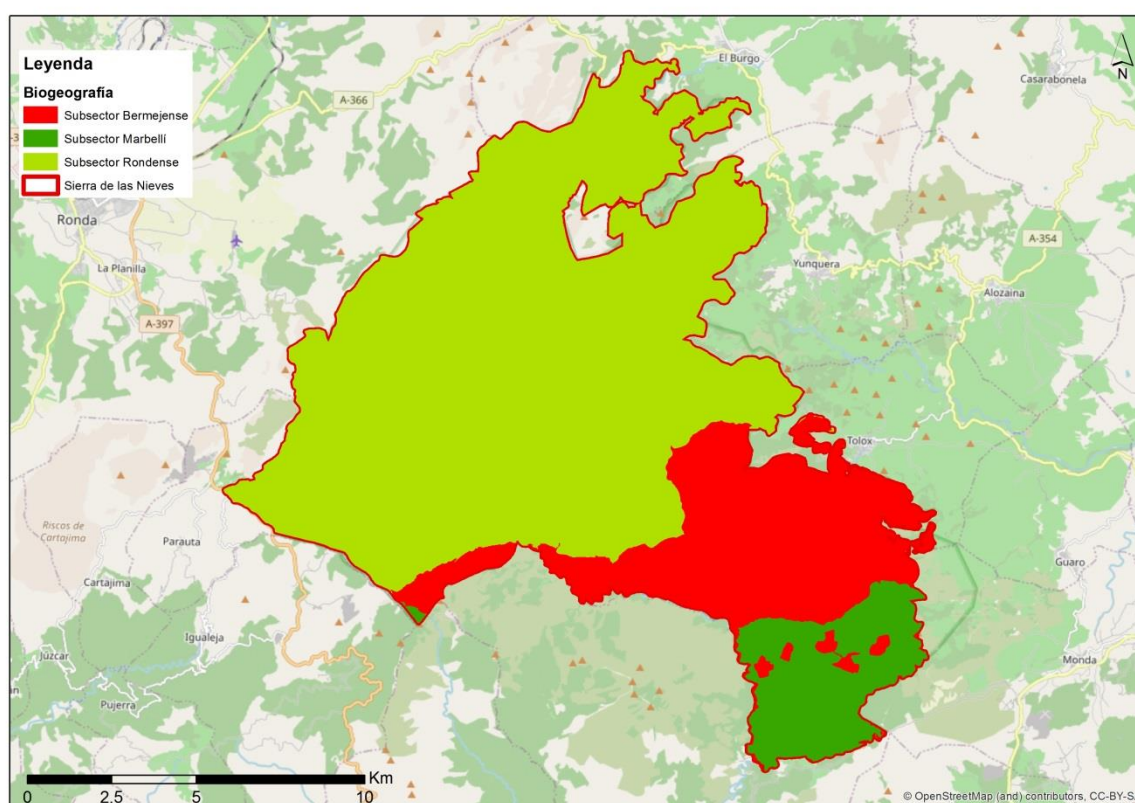 Leyenda
Biogeografía
Subsector Bermejense
Subsector Marbellí
Subsector Rondense
Sierra de las Nieves
El Burgo
Casarabonela
N
A-366
Ronda
La Planilla
A-397
A-354
Yunquera
Alozaina
Tolox
Riscos de
Cartajima
Parauta
Cartajima
Guaro
Igualeja
Júzcar
Pujerra
Monda
Km
0 2,5 5 10
© OpenStreetMap (and) contributors, CC-BY-S